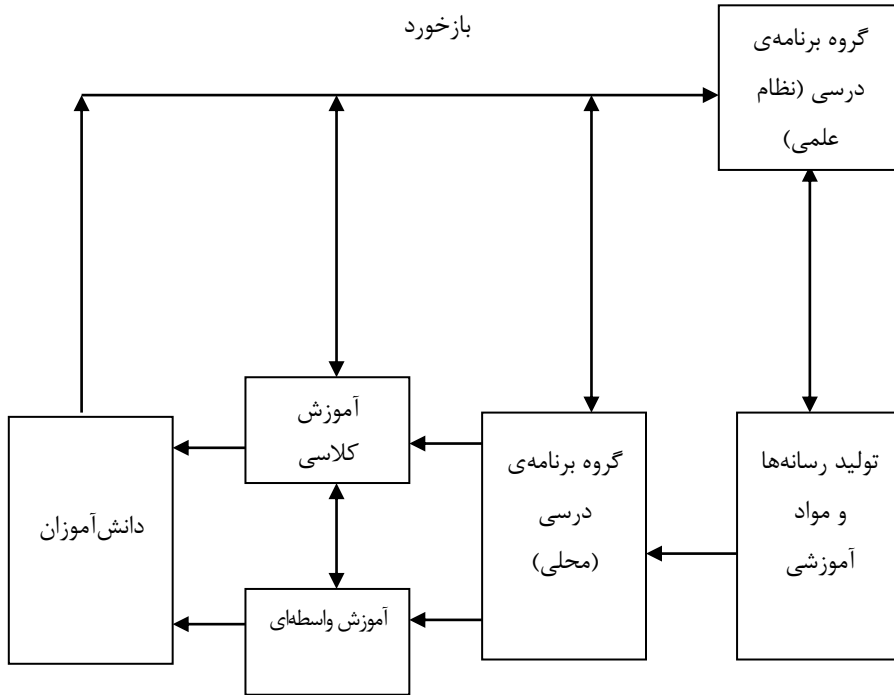 بازخورد
گروه برنامه‌ی
درسی (نظام
علمی)
تولید رسانه‌ها
و مواد
آموزشی
گروه برنامه‌ی
درسی
(محلی)
آموزش
کلاسی
آموزش واسطه‌ای
دانش‌آموزان